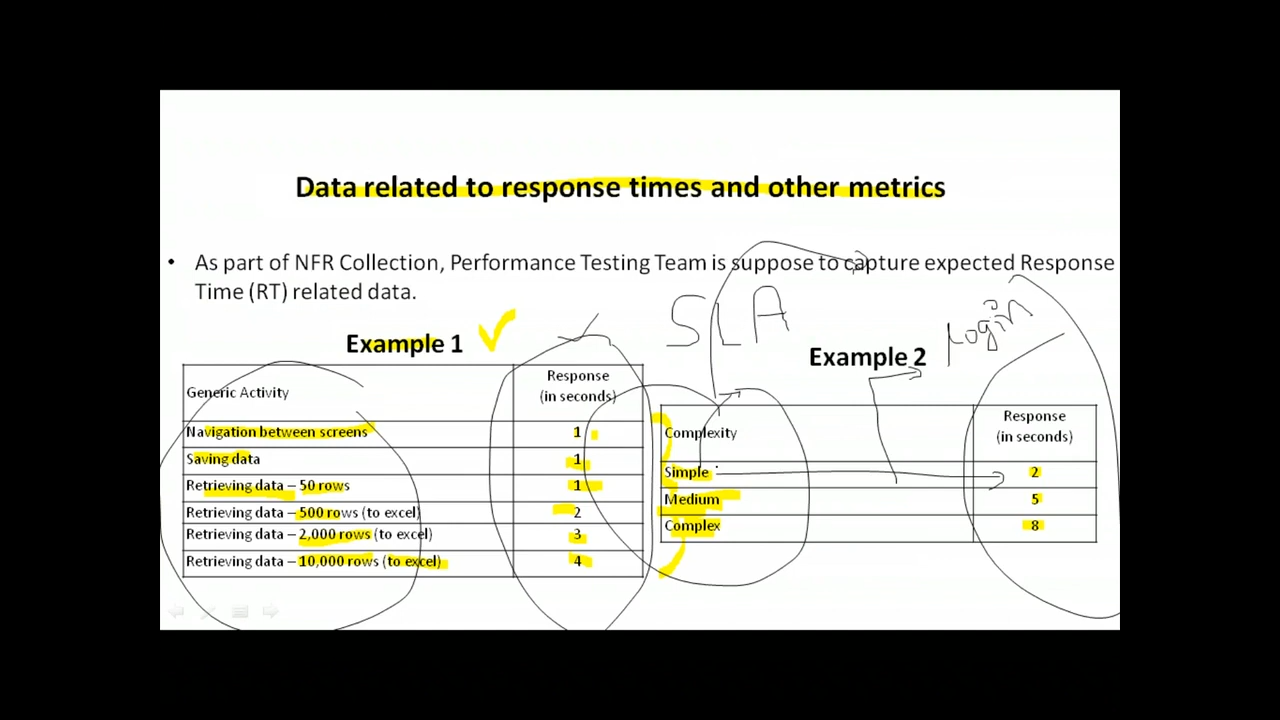 Data related to response times and other metrics
• As part of NFR Collection, Performance Testing Team is suppose to capture expected Response
Time (RT) related data.
SLA
Login
Example 1
Generic Activity
Response
(in seconds)
Navigation between screens 1
Saving data 1
Retrieving data – 50 rows 1
Retrieving data – 500 rows (to excel) 2
Retrieving data – 2,000 rows (to excel) 3
Retrieving data – 10,000 rows (to excel) 4
Example 2
Complexity
Response
(in seconds)
Simple 2
Medium 5
Complex 8